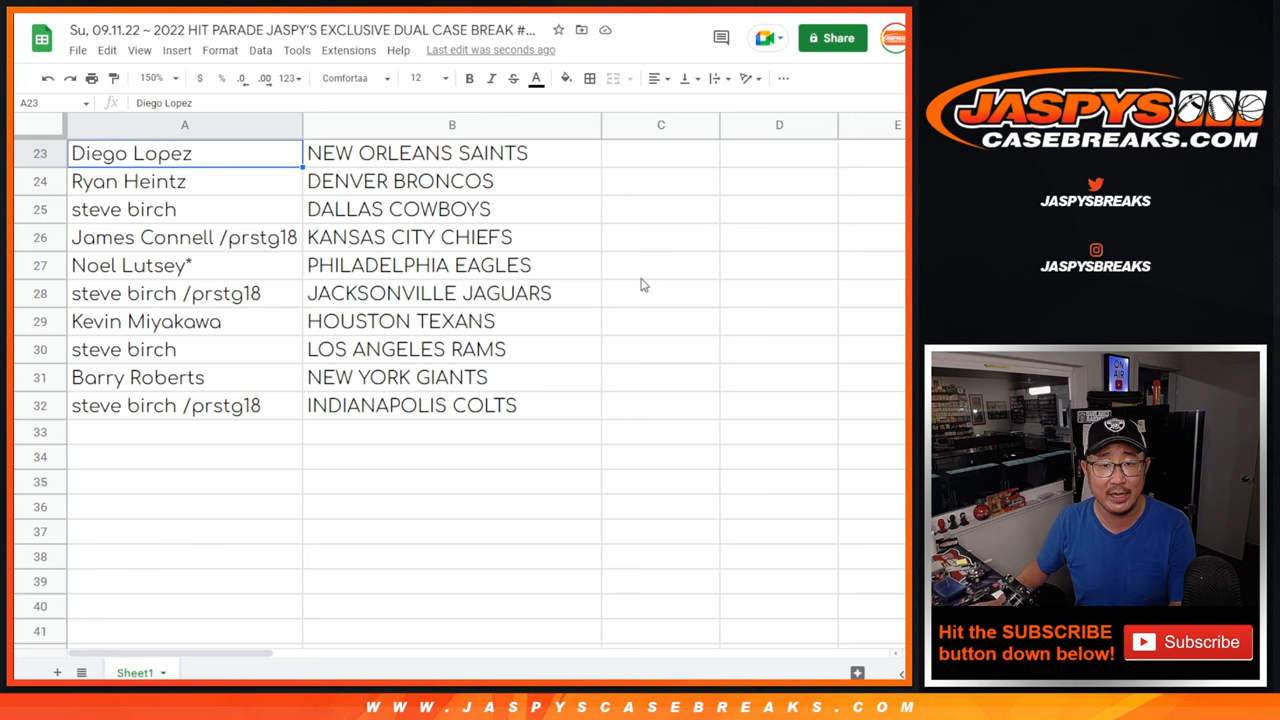 Su, 09.11.22 ~ 2022 HIT PARADE JASPY'S EXCLUSIVE DUAL CASE BREAK #...
File Edit View Insert Format Data Tools Extensions Help Last edit was seconds ago
Share
150% $ % .0 .00 123 Comfortaa 12 B I S A
A23 fx Diego Lopez
A B C D E
23 Diego Lopez NEW ORLEANS SAINTS
24 Ryan Heintz DENVER BRONCOS
25 steve birch DALLAS COWBOYS
26 James Connell /prstg18 KANSAS CITY CHIEFS
27 Noel Lutsey* PHILADELPHIA EAGLES
28 steve birch /prstg18 JACKSONVILLE JAGUARS
29 Kevin Miyakawa HOUSTON TEXANS
30 steve birch LOS ANGELES RAMS
31 Barry Roberts NEW YORK GIANTS
32 steve birch /prstg18 INDIANAPOLIS COLTS
33
34
35
36
37
38
39
40
41
Sheet1
JASPYS
CASEBREAKS.COM
JASPYSBREAKS
JASPYSBREAKS
ON AIR
Hit the SUBSCRIBE
button down below!
Subscribe
WWW.JASPYSCASEBREAKS.COM